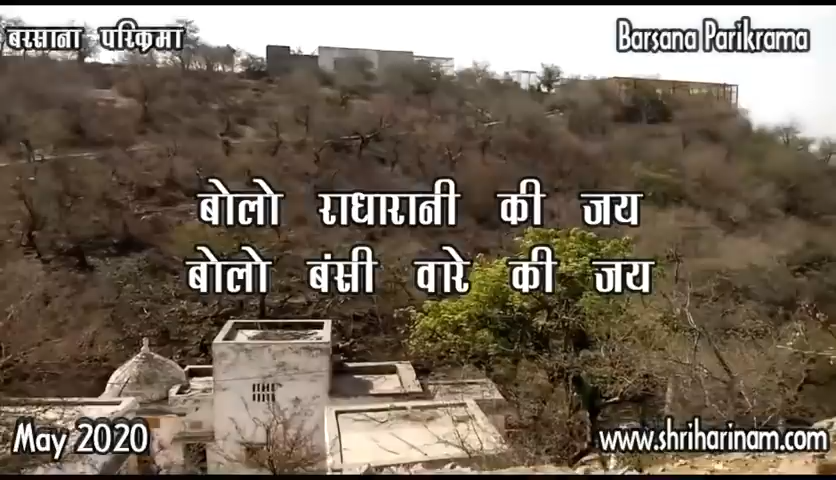 बरसाना परिक्रमा
Barsana Parikrama
बोलो राधारानी की जय
बोलो बंसी वारे की जय
May 2020
www.shriharinam.com